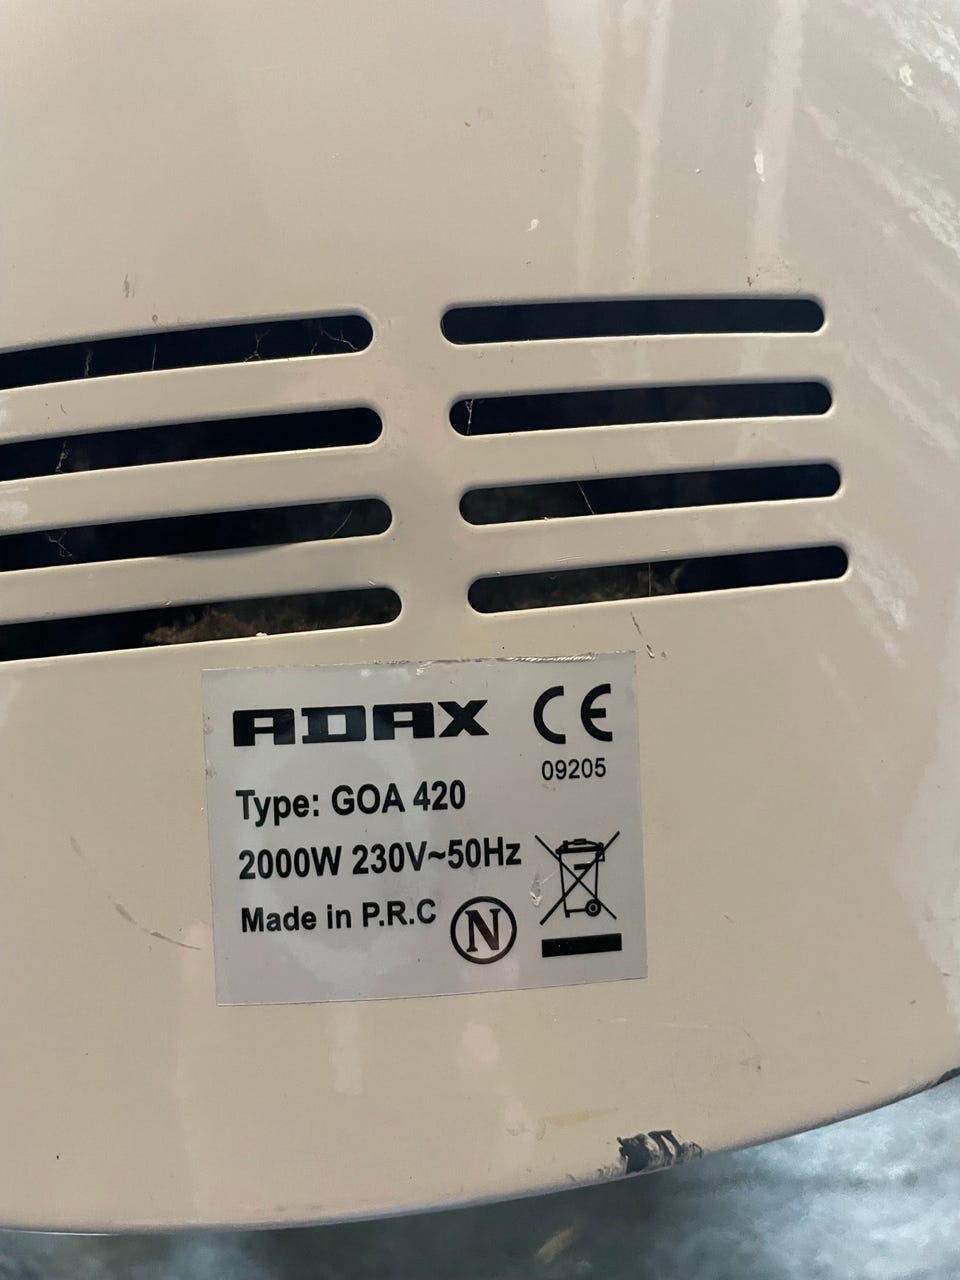 ADAX CE
09205
Type: GOA 420
2000W 230V~50Hz
Made in P.R.C N